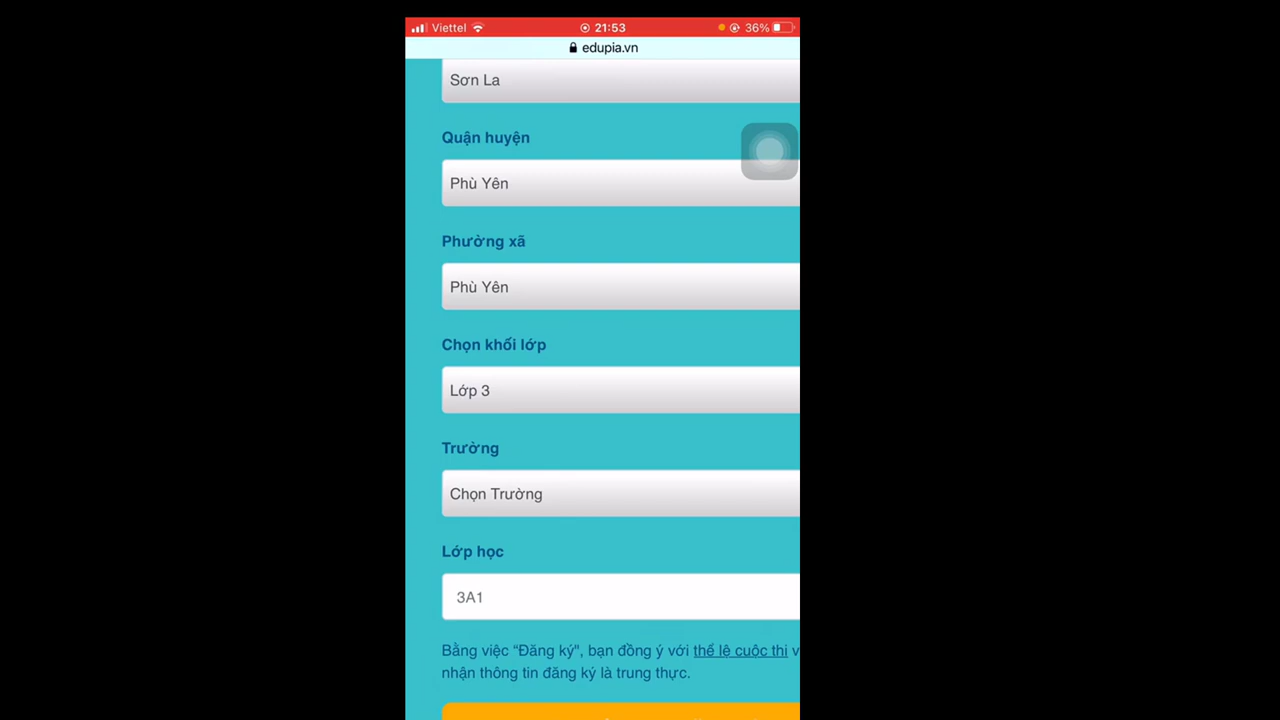 Viettel 21:53 36%
edupia.vn
Sơn La
Quận huyện
Phù Yên
Phường xã
Phù Yên
Chọn khối lớp
Lớp 3
Trường
Chọn Trường
Lớp học
3A1
Bằng việc “Đăng ký", bạn đồng ý với thể lệ cuộc thi v
nhận thông tin đăng ký là trung thực.